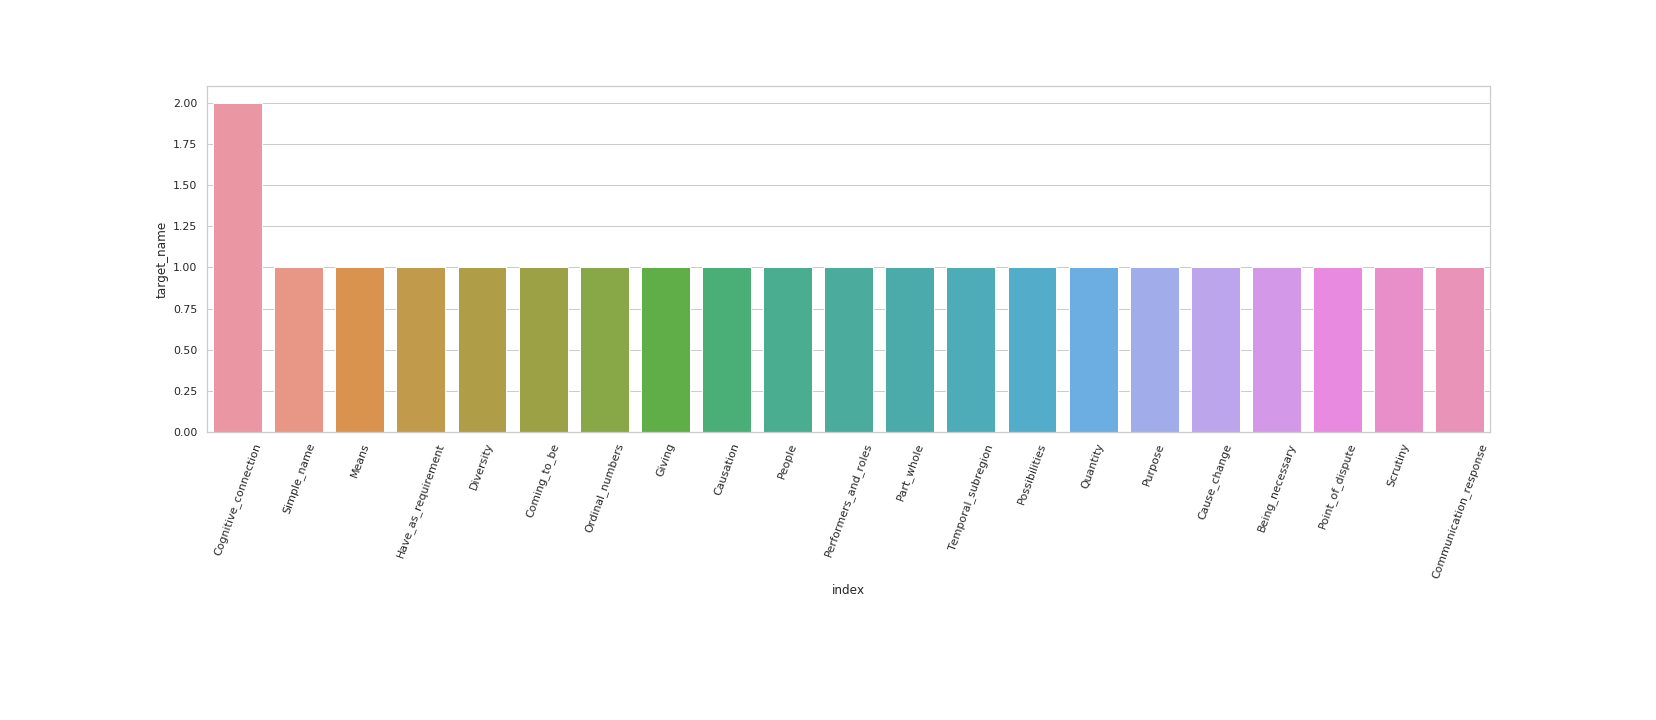 2.00
1.75
1.50
1.25
1.00
0.75
0.50
0.25
0.00
target_name
Cognitive_connection
Simple_name
Means
Have_as_requirement
Diversity
Coming_to_be
Ordinal_numbers
Giving
Causation
People
Performers_and_roles
Part_whole
Temporal_subregion
Possibilities
Quantity
Purpose
Cause_change
Being_necessary
Point_of_dispute
Scrutiny
Communication_response
index